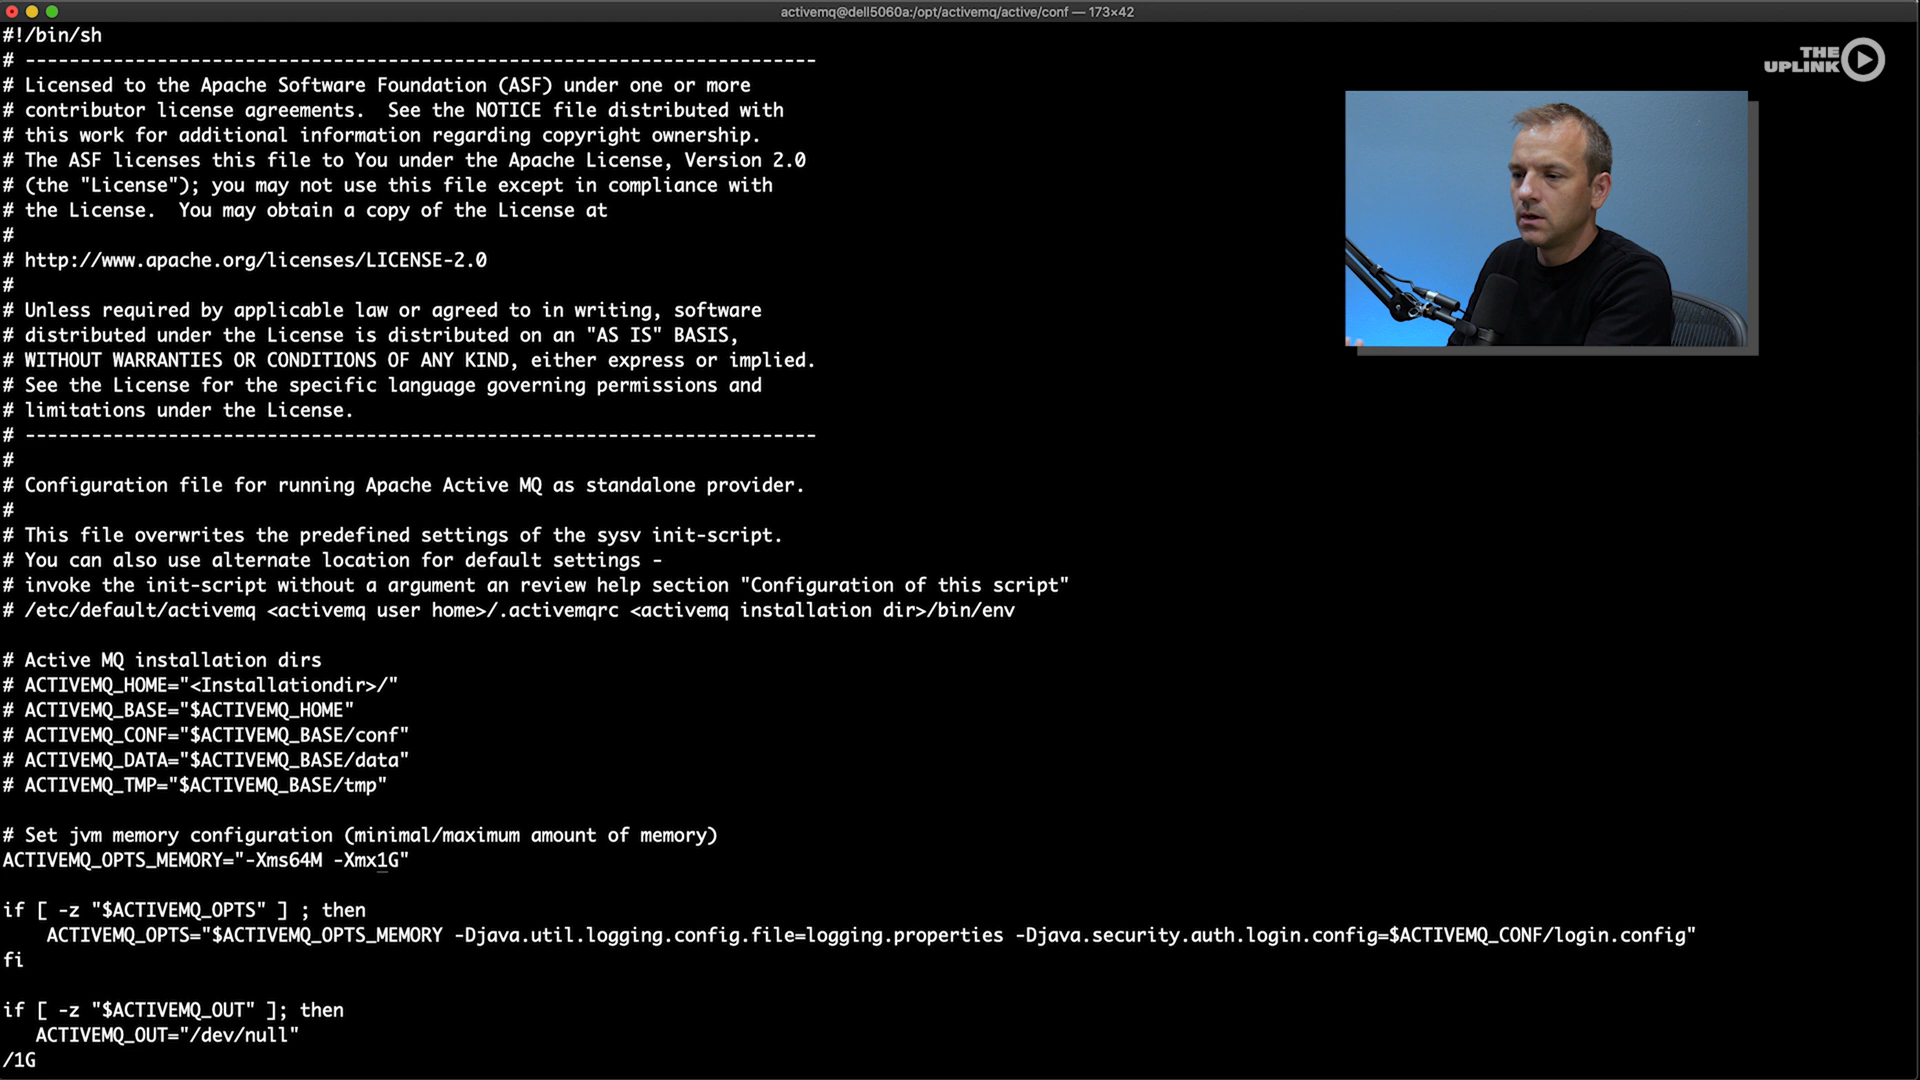 activemq@dell5060a:/opt/activemq/active/conf — 173×42
#!/bin/sh
# ------------------------------------------------------------------------
# Licensed to the Apache Software Foundation (ASF) under one or more
# contributor license agreements.  See the NOTICE file distributed with
# this work for additional information regarding copyright ownership.
# The ASF licenses this file to You under the Apache License, Version 2.0
# (the "License"); you may not use this file except in compliance with
# the License.  You may obtain a copy of the License at
#
# http://www.apache.org/licenses/LICENSE-2.0
#
# Unless required by applicable law or agreed to in writing, software
# distributed under the License is distributed on an "AS IS" BASIS,
# WITHOUT WARRANTIES OR CONDITIONS OF ANY KIND, either express or implied.
# See the License for the specific language governing permissions and
# limitations under the License.
# ------------------------------------------------------------------------
#
# Configuration file for running Apache Active MQ as standalone provider.
#
# This file overwrites the predefined settings of the sysv init-script.
# You can also use alternate location for default settings -
# invoke the init-script without a argument an review help section "Configuration of this script"
# /etc/default/activemq <activemq user home>/.activemqrc <activemq installation dir>/bin/env

# Active MQ installation dirs
# ACTIVEMQ_HOME="<Installationdir>/"
# ACTIVEMQ_BASE="$ACTIVEMQ_HOME"
# ACTIVEMQ_CONF="$ACTIVEMQ_BASE/conf"
# ACTIVEMQ_DATA="$ACTIVEMQ_BASE/data"
# ACTIVEMQ_TMP="$ACTIVEMQ_BASE/tmp"

# Set jvm memory configuration (minimal/maximum amount of memory)
ACTIVEMQ_OPTS_MEMORY="-Xms64M -Xmx1G"

if [ -z "$ACTIVEMQ_OPTS" ] ; then
    ACTIVEMQ_OPTS="$ACTIVEMQ_OPTS_MEMORY -Djava.util.logging.config.file=logging.properties -Djava.security.auth.login.config=$ACTIVEMQ_CONF/login.config"
fi

if [ -z "$ACTIVEMQ_OUT" ]; then
   ACTIVEMQ_OUT="/dev/null"
/1G
THE
UPLINK